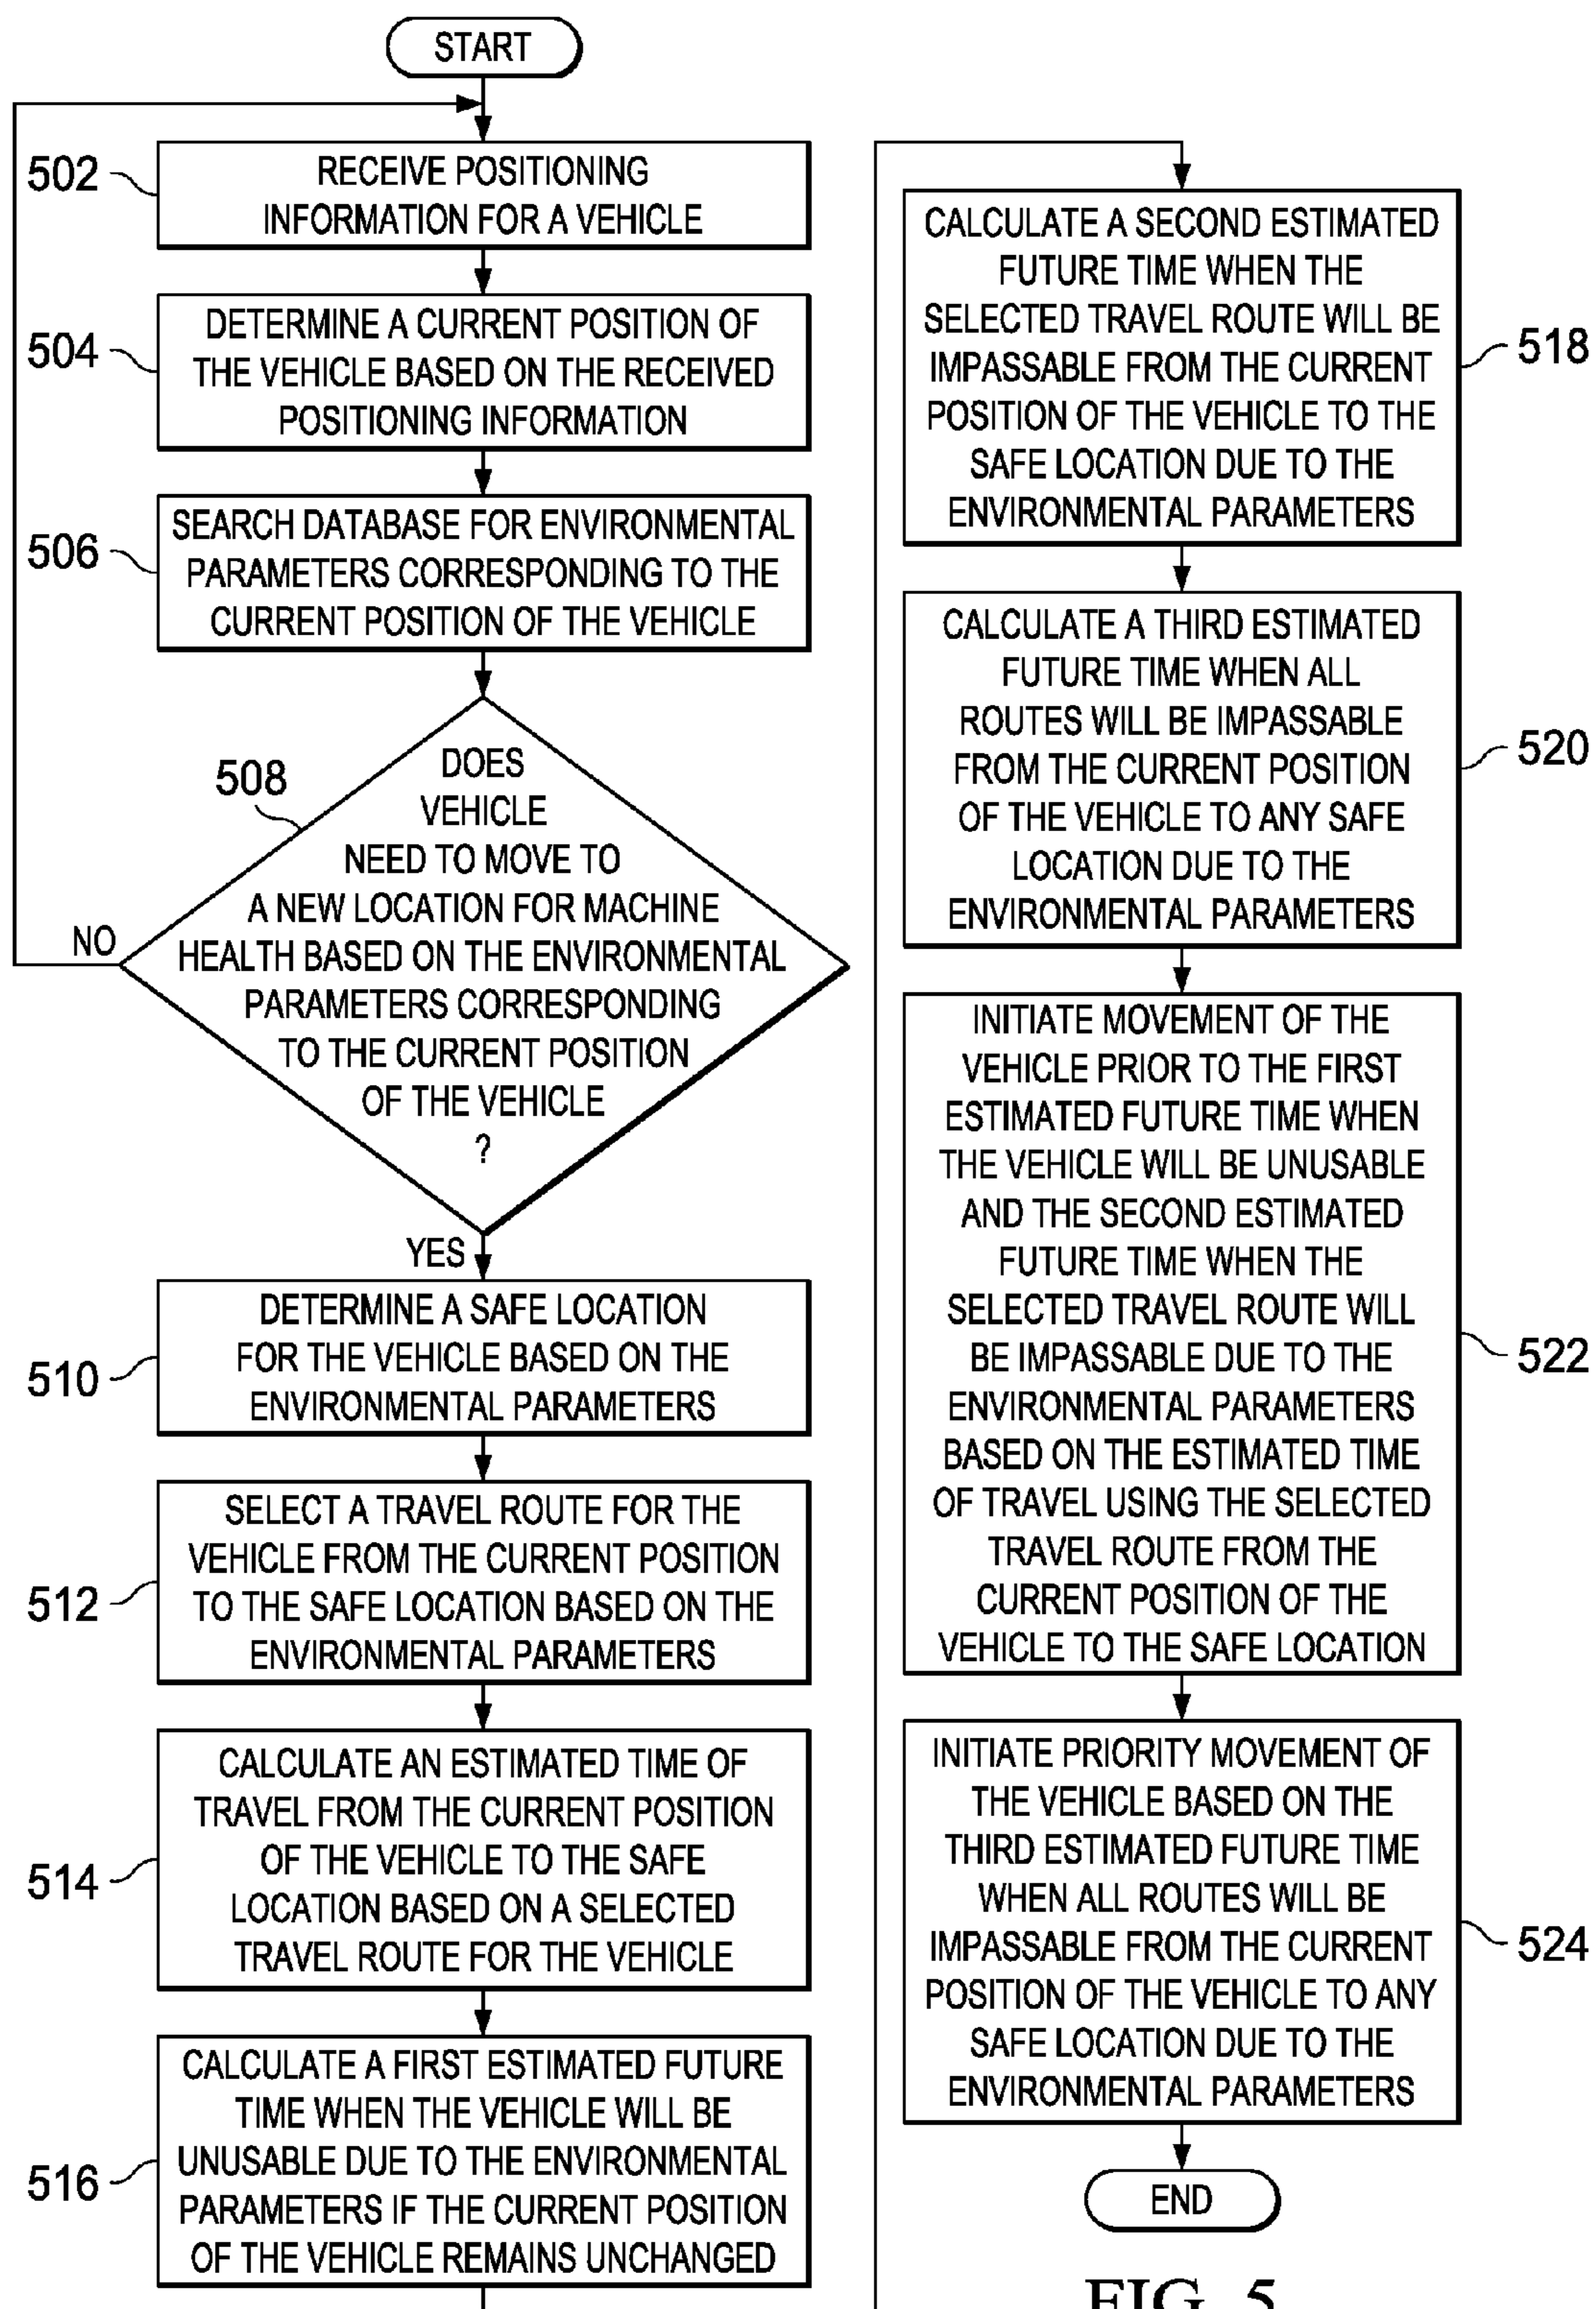 START
502
RECEIVE POSITIONING
INFORMATION FOR A VEHICLE
504
DETERMINE A CURRENT POSITION OF
THE VEHICLE BASED ON THE RECEIVED
POSITIONING INFORMATION
506
SEARCH DATABASE FOR ENVIRONMENTAL
PARAMETERS CORRESPONDING TO THE
CURRENT POSITION OF THE VEHICLE
508
DOES
VEHICLE
NEED TO MOVE TO
A NEW LOCATION FOR MACHINE
HEALTH BASED ON THE ENVIRONMENTAL
PARAMETERS CORRESPONDING
TO THE CURRENT POSITION
OF THE VEHICLE
?
NO
YES
510
DETERMINE A SAFE LOCATION
FOR THE VEHICLE BASED ON THE
ENVIRONMENTAL PARAMETERS
512
SELECT A TRAVEL ROUTE FOR THE
VEHICLE FROM THE CURRENT POSITION
TO THE SAFE LOCATION BASED ON THE
ENVIRONMENTAL PARAMETERS
514
CALCULATE AN ESTIMATED TIME OF
TRAVEL FROM THE CURRENT POSITION
OF THE VEHICLE TO THE SAFE
LOCATION BASED ON A SELECTED
TRAVEL ROUTE FOR THE VEHICLE
516
CALCULATE A FIRST ESTIMATED FUTURE
TIME WHEN THE VEHICLE WILL BE
UNUSABLE DUE TO THE ENVIRONMENTAL
PARAMETERS IF THE CURRENT POSITION
OF THE VEHICLE REMAINS UNCHANGED
CALCULATE A SECOND ESTIMATED
FUTURE TIME WHEN THE
SELECTED TRAVEL ROUTE WILL BE
IMPASSABLE FROM THE CURRENT
POSITION OF THE VEHICLE TO THE
SAFE LOCATION DUE TO THE
ENVIRONMENTAL PARAMETERS
518
CALCULATE A THIRD ESTIMATED
FUTURE TIME WHEN ALL
ROUTES WILL BE IMPASSABLE
FROM THE CURRENT POSITION
OF THE VEHICLE TO ANY SAFE
LOCATION DUE TO THE
ENVIRONMENTAL PARAMETERS
520
INITIATE MOVEMENT OF THE
VEHICLE PRIOR TO THE FIRST
ESTIMATED FUTURE TIME WHEN
THE VEHICLE WILL BE UNUSABLE
AND THE SECOND ESTIMATED
FUTURE TIME WHEN THE
SELECTED TRAVEL ROUTE WILL
BE IMPASSABLE DUE TO THE
ENVIRONMENTAL PARAMETERS
BASED ON THE ESTIMATED TIME
OF TRAVEL USING THE SELECTED
TRAVEL ROUTE FROM THE
CURRENT POSITION OF THE
VEHICLE TO THE SAFE LOCATION
522
INITIATE PRIORITY MOVEMENT OF
THE VEHICLE BASED ON THE
THIRD ESTIMATED FUTURE TIME
WHEN ALL ROUTES WILL BE
IMPASSABLE FROM THE CURRENT
POSITION OF THE VEHICLE TO ANY
SAFE LOCATION DUE TO THE
ENVIRONMENTAL PARAMETERS
524
END
FIG. 5